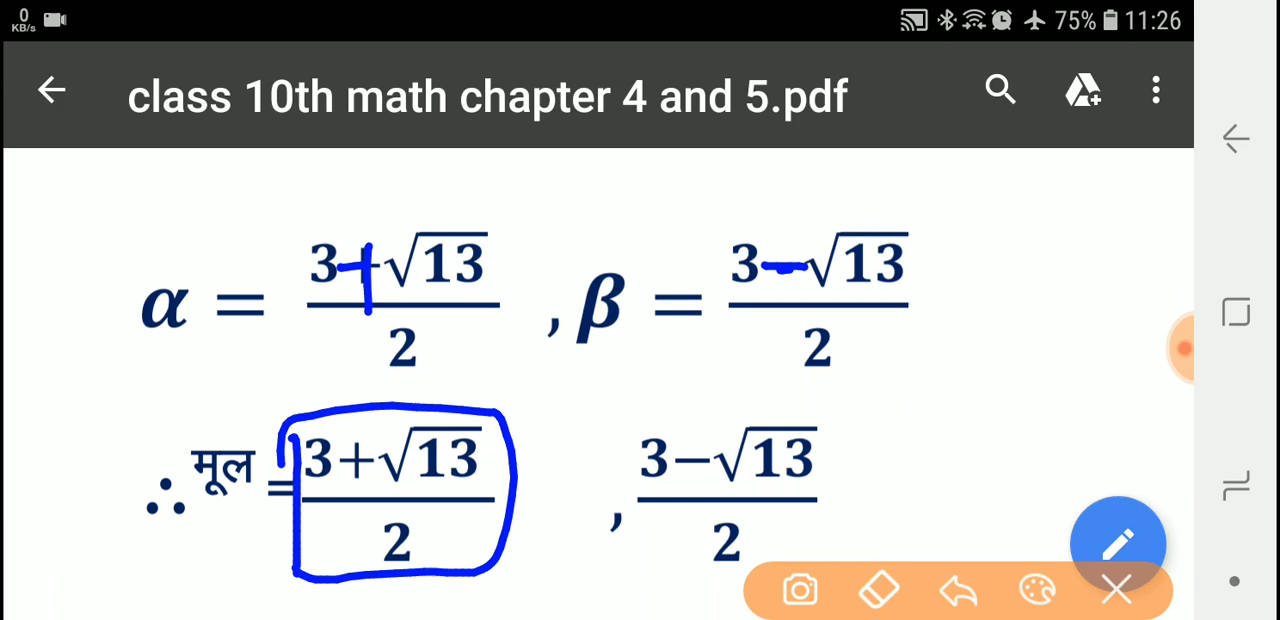 0 KB/s 75% 11:26
class 10th math chapter 4 and 5.pdf
α = 3+√13 / 2 , β = 3−√13 / 2
∴ मूल = 3+√13 / 2 , 3−√13 / 2